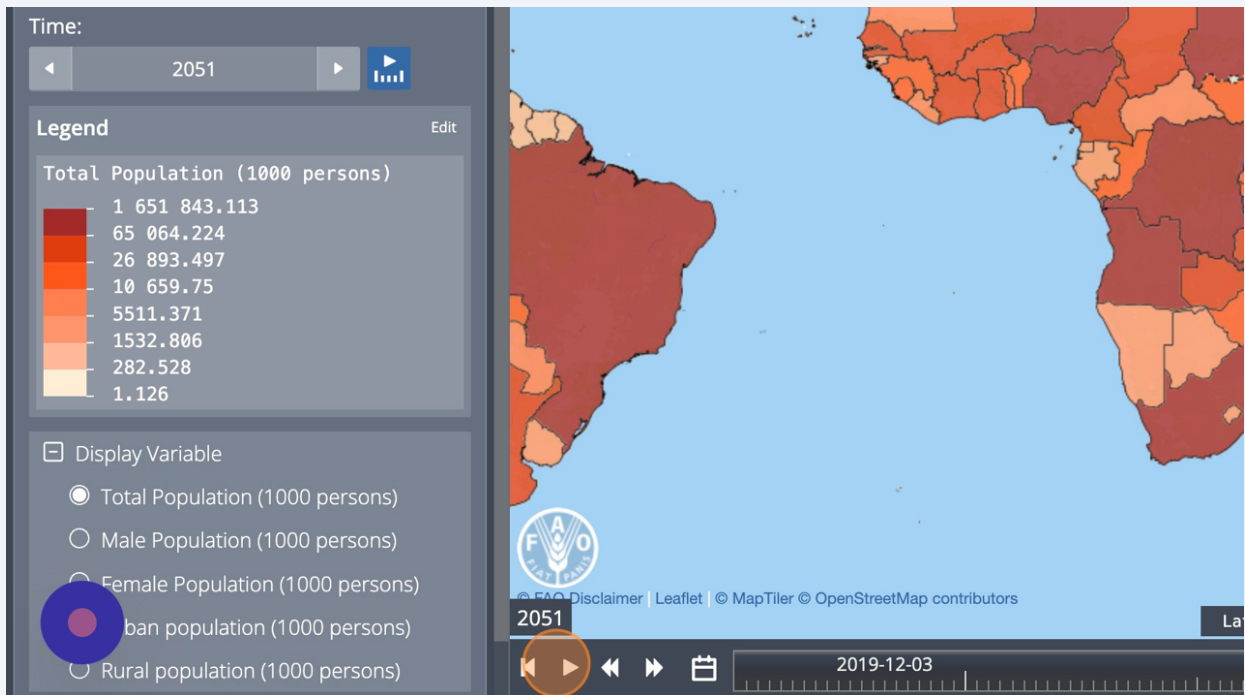 Time:
2051
Legend
Edit
Total Population (1000 persons)
1 651 843.113
65 064.224
26 893.497
10 659.75
5511.371
1532.806
282.528
1.126
Display Variable
Total Population (1000 persons)
Male Population (1000 persons)
Female Population (1000 persons)
ban population (1000 persons)
Rural population (1000 persons)
F A O
FIAT PANIS
© FAO Disclaimer | Leaflet | © MapTiler © OpenStreetMap contributors
2051
Lat
2019-12-03